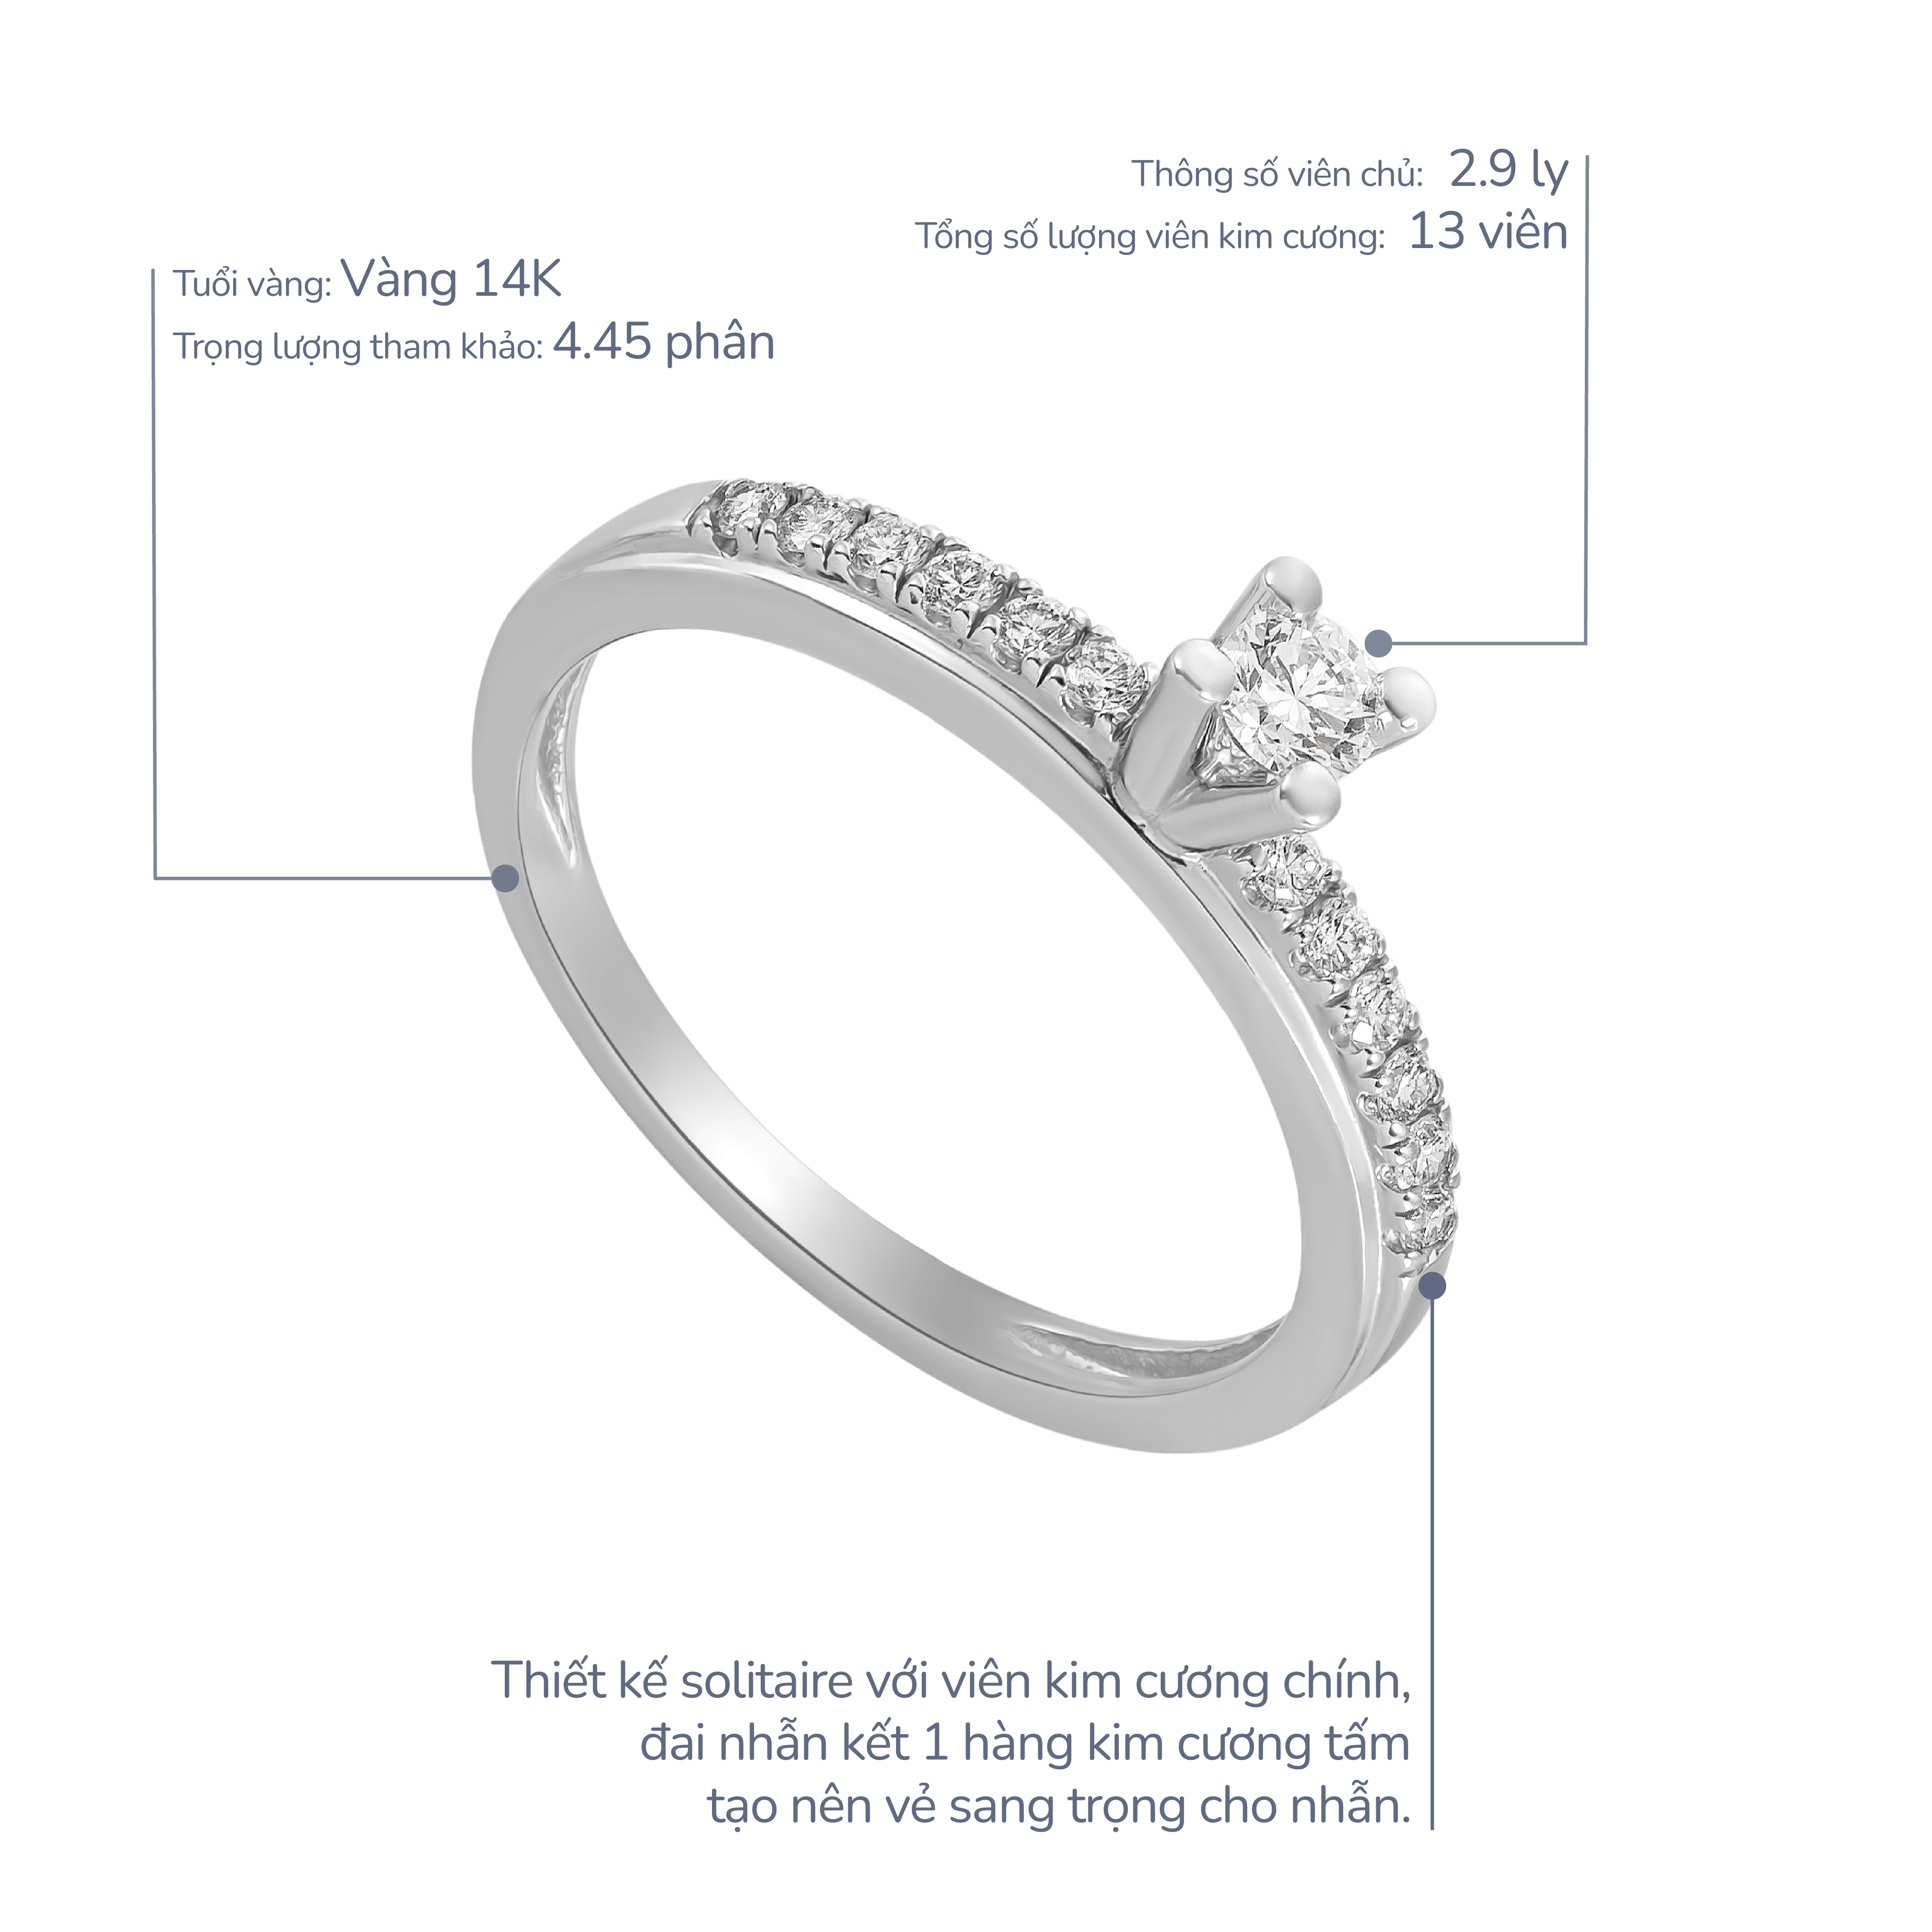 Thông số viên chủ: 2.9 ly
Tổng số lượng viên kim cương: 13 viên
Tuổi vàng: Vàng 14K
Trọng lượng tham khảo: 4.45 phân
Thiết kế solitaire với viên kim cương chính,
đai nhẫn kết 1 hàng kim cương tấm
tạo nên vẻ sang trọng cho nhẫn.